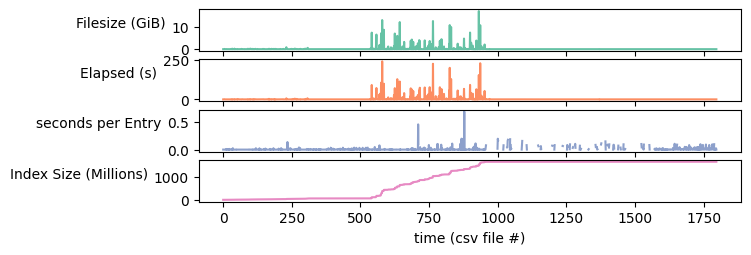 Filesize (GiB)
10
0
Elapsed (s)
250
0
seconds per Entry
0.5
0.0
Index Size (Millions)
1000
0
0 250 500 750 1000 1250 1500 1750
time (csv file #)